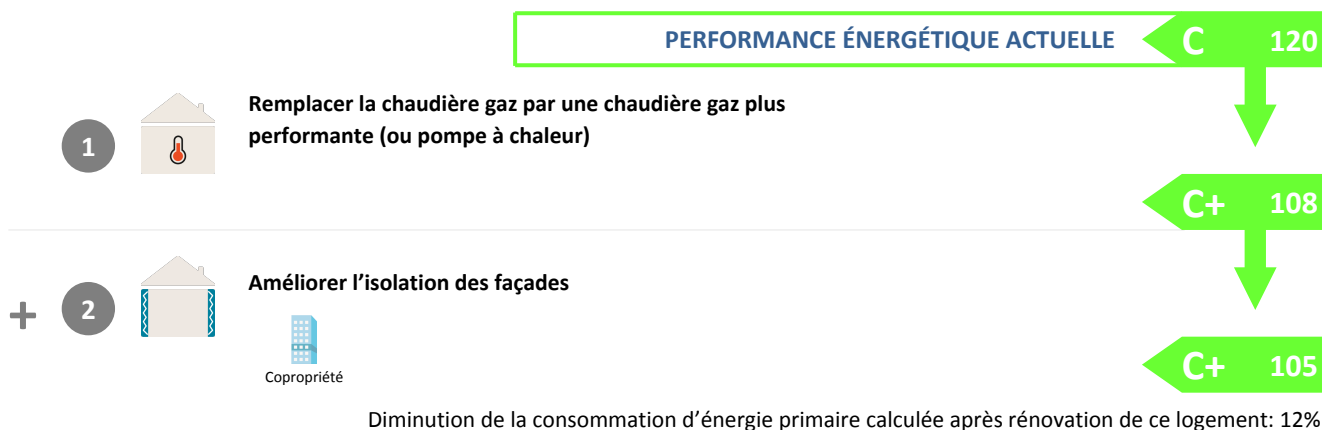 PERFORMANCE ÉNERGÉTIQUE ACTUELLE C 120
Remplacer la chaudière gaz par une chaudière gaz plus
1 performante (ou pompe à chaleur)
C+ 108
Améliorer l'isolation des façades
+ 2
Copropriété
C+ 105
Diminution de la consommation d'énergie primaire calculée après rénovation de ce logement: 12%